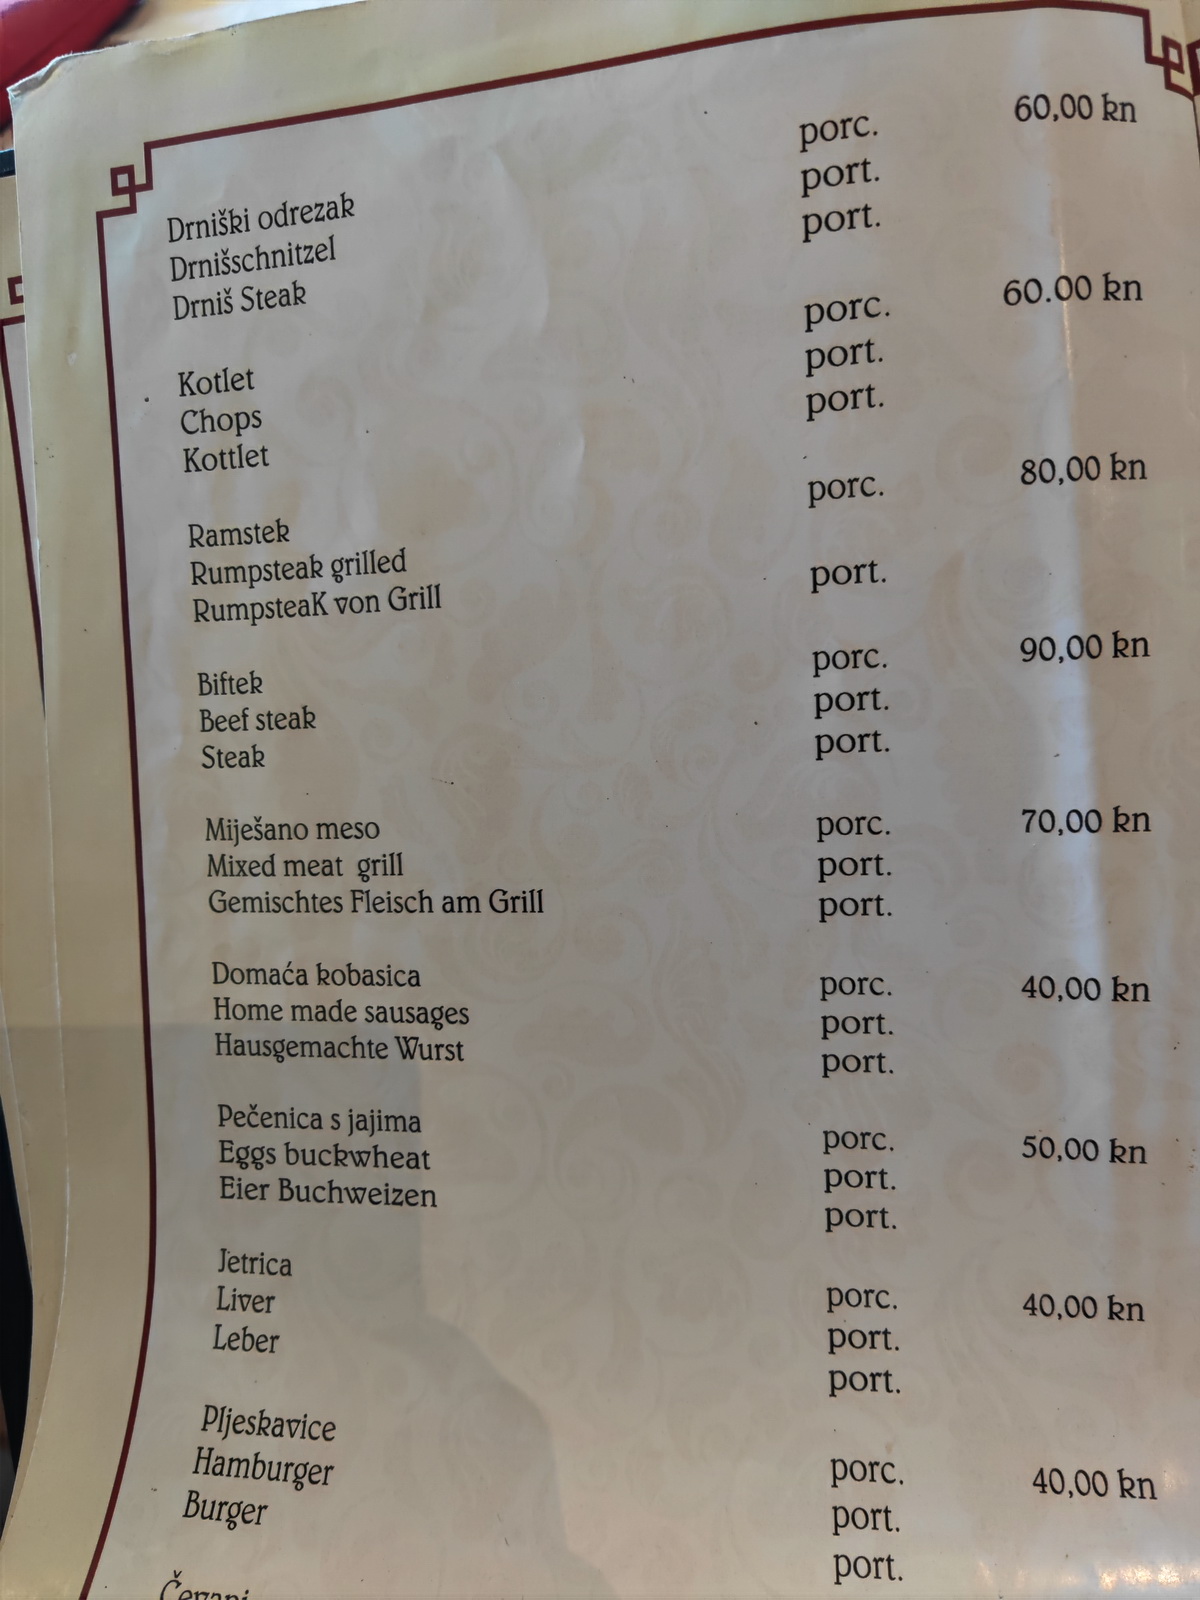 Drniški odrezak porc. 60,00 kn
Drnišschnitzel port.
Drniš Steak port.
Kotlet porc. 60.00 kn
Chops port.
Kottlet port.
Ramstek porc. 80,00 kn
Rumpsteak grilled
RumpsteaK von Grill port.
Biftek porc. 90,00 kn
Beef steak port.
Steak port.
Miješano meso porc. 70,00 kn
Mixed meat grill port.
Gemischtes Fleisch am Grill port.
Domaća kobasica porc. 40,00 kn
Home made sausages port.
Hausgemachte Wurst port.
Pečenica s jajima porc. 50,00 kn
Eggs buckwheat port.
Eier Buchweizen port.
Jetrica porc. 40,00 kn
Liver port.
Leber port.
Pljeskavice porc. 40,00 kn
Hamburger port.
Burger port.